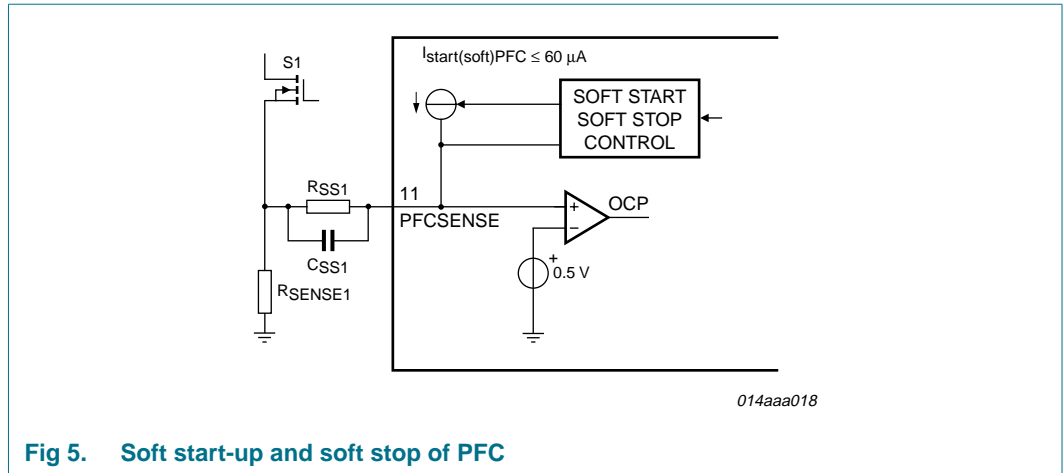 Istart(soft)PFC ≤ 60 μA
S1
SOFT START
SOFT STOP
CONTROL
RSS1
11
PFCSENSE
OCP
+
−
CSS1
+
0.5 V
RSENSE1
014aaa018
Fig 5. Soft start-up and soft stop of PFC